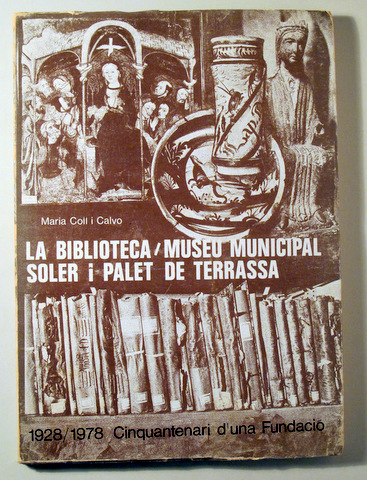 Maria Coll i Calvo
LA BIBLIOTECA/MUSEU MUNICIPAL
SOLER i PALET DE TERRASSA
1928/1978 Cinquantenari d'una Fundació